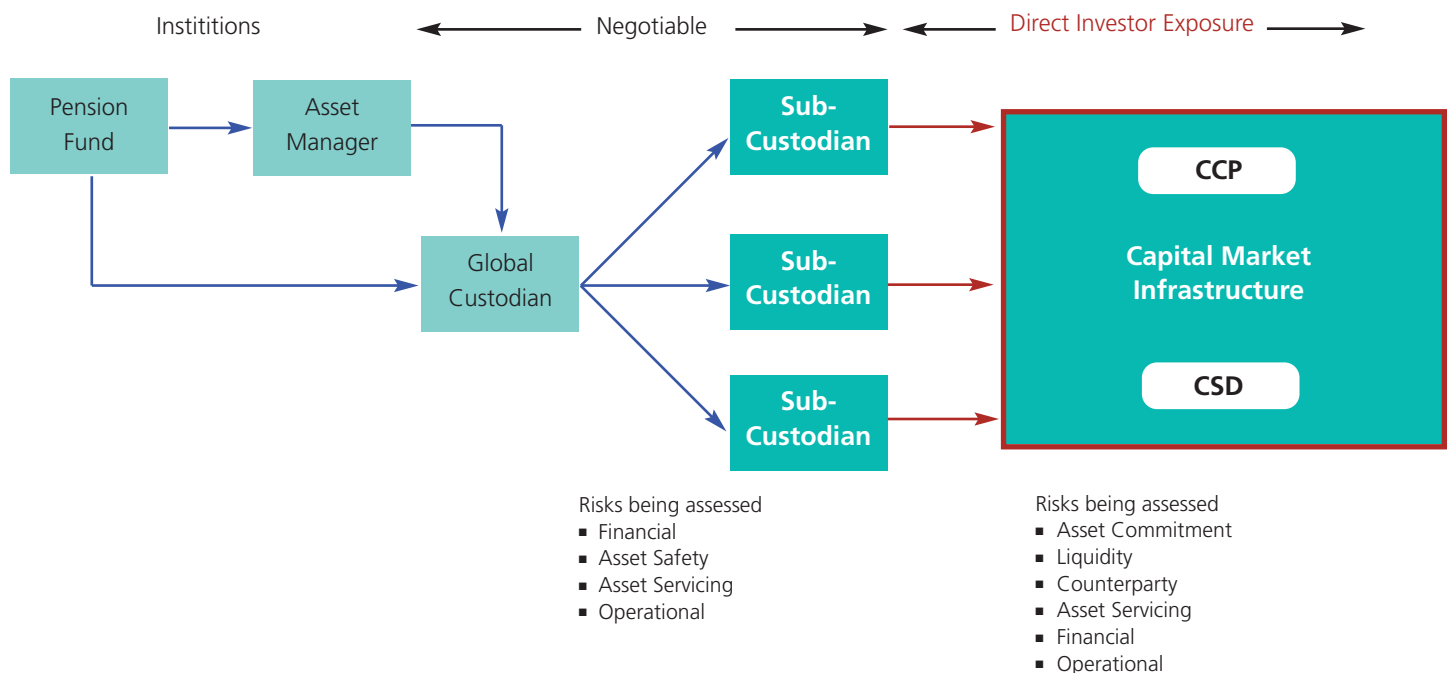 Instititions
Negotiable
Direct Investor Exposure
Pension
Fund
Asset
Manager
Global
Custodian
Sub-
Custodian
Sub-
Custodian
Sub-
Custodian
CCP
Capital Market
Infrastructure
CSD
Risks being assessed
▪ Financial
▪ Asset Safety
▪ Asset Servicing
▪ Operational
Risks being assessed
▪ Asset Commitment
▪ Liquidity
▪ Counterparty
▪ Asset Servicing
▪ Financial
▪ Operational